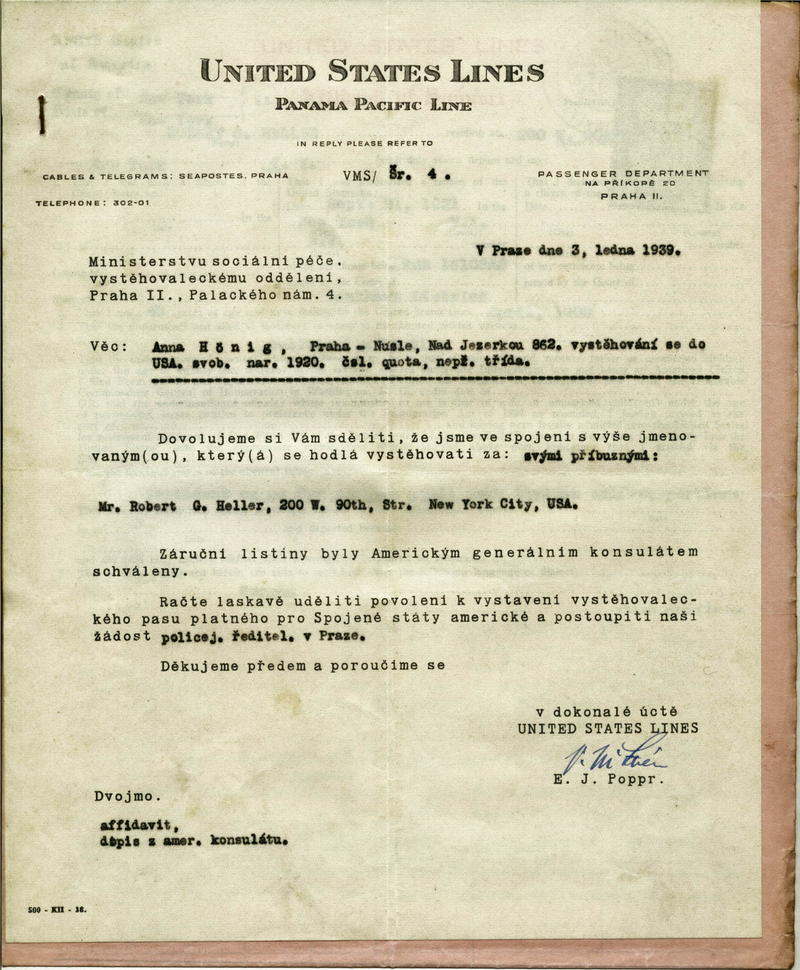 UNITED STATES LINES
PANAMA PACIFIC LINE
IN REPLY PLEASE REFER TO
CABLES & TELEGRAMS: SEAPOSTES, PRAHA
VMS/ Šr. 4 .
PASSENGER DEPARTMENT
NA PŘÍKOPĚ 20
PRAHA II.
TELEPHONE: 302-01
V Praze dne 3, ledna 1939.
Ministerstvu sociální péče,
vystěhovaleckému oddělení,
Praha II., Palackého nám. 4.
Věc: Anna H ö n i g , Praha - Nusle, Nad Jezerkou 862. vystěhování se do
USA. svob. nar. 1920. čsl. quota, nepř. třída.
Dovolujeme si Vám sděliti, že jsme ve spojení s výše jmeno-
vaným(ou), který(á) se hodlá vystěhovati za: svými příbuznými:
Mr. Robert G. Heller, 200 W. 90th, Str. New York City, USA.
Záruční listiny byly Americkým generálním konsulátem
schváleny.
Račte laskavě uděliti povolení k vystavení vystěhovalec-
kého pasu platného pro Spojené státy americké a postoupiti naši
žádost policej. ředitel. v Praze.
Děkujeme předem a poroučíme se
v dokonalé úctě
UNITED STATES LINES
E. J. Poppr.
Dvojmo.
affidavit,
dopis z amer. konsulátu.
500 - XII - 38.